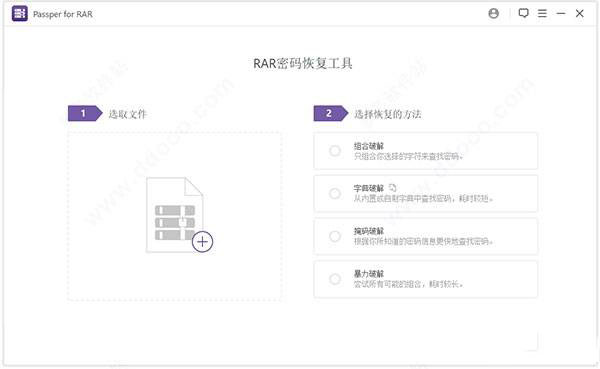 Passper for RAR
RAR密码恢复工具
1 选取文件
2 选择恢复的方法
组合破解
只组合你选择的字符来查找密码。
字典破解
从内置或自制字典中查找密码，耗时较短。
掩码破解
根据你所知道的密码信息更快地查找密码。
暴力破解
尝试所有可能的组合，耗时较长。